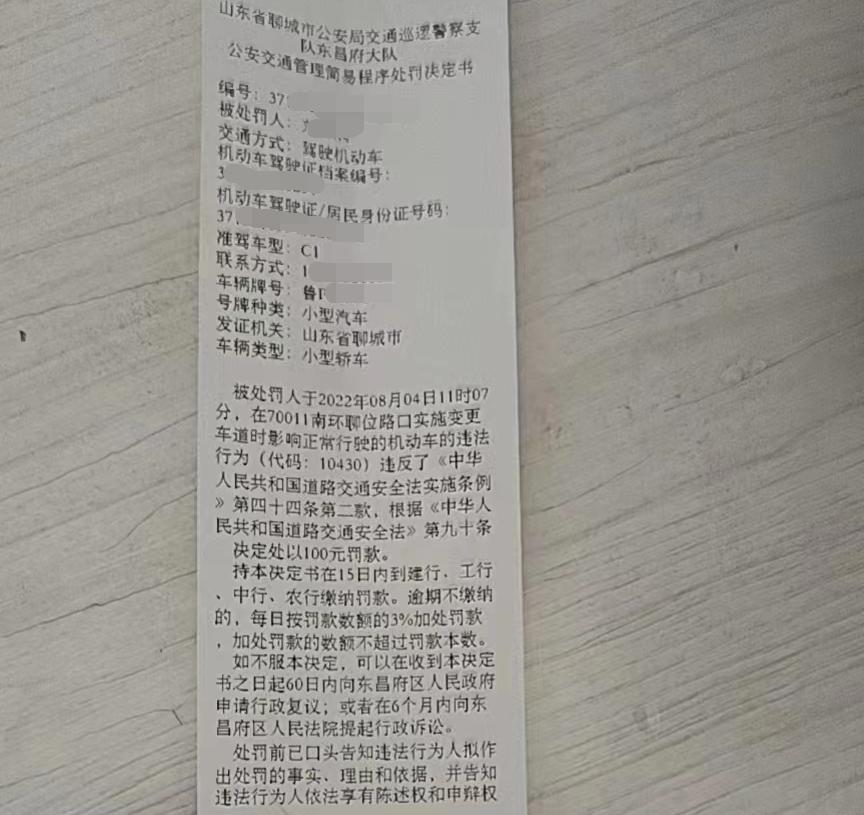 山东省聊城市公安局交通巡逻警察支
队东昌府大队
公安交通管理简易程序处罚决定书
编号：37
被处罚人：
交通方式：驾驶机动车
机动车驾驶证档案编号：
3
机动车驾驶证/居民身份证号码：
37
准驾车型：C1
联系方式：1
车辆牌号：鲁
号牌种类：小型汽车
发证机关：山东省聊城市
车辆类型：小型轿车
被处罚人于2022年08月04日11时07
分，在70011南环聊位路口实施变更
车道时影响正常行驶的机动车的违法
行为（代码：10430）违反了《中华
人民共和国道路交通安全法实施条例
》第四十四条第二款，根据《中华人
民共和国道路交通安全法》第九十条
决定处以100元罚款。
持本决定书在15日内到建行、工行
、中行、农行缴纳罚款。逾期不缴纳
的，每日按罚款数额的3%加处罚款
，加处罚款的数额不超过罚款本数。
如不服本决定，可以在收到本决定
书之日起60日内向东昌府区人民政府
申请行政复议；或者在6个月内向东
昌府区人民法院提起行政诉讼。
处罚前已口头告知违法行为人拟作
出处罚的事实、理由和依据，并告知
违法行为人依法享有陈述权和申辩权